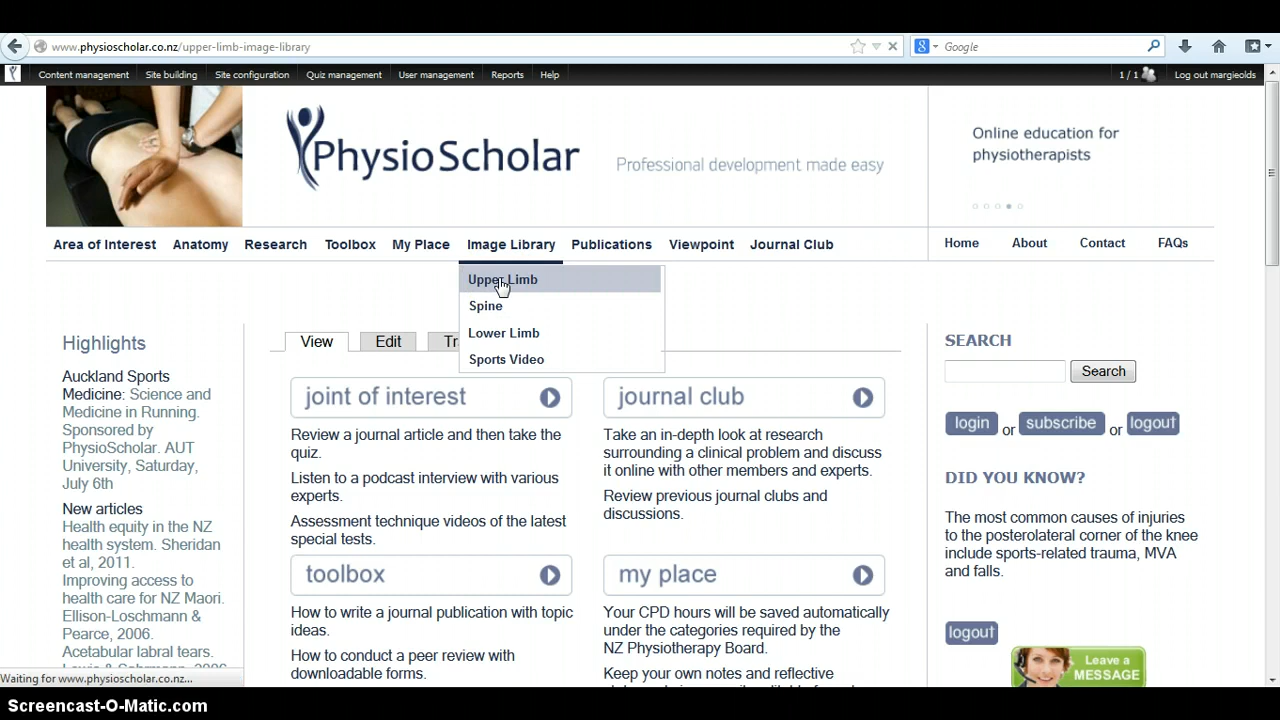 www.physioscholar.co.nz/upper-limb-image-library
Google
Content management Site building Site configuration Quiz management User management Reports Help
1 / 1 Log out margieolds
PhysioScholar
Professional development made easy
Online education for
physiotherapists
Area of Interest Anatomy Research Toolbox My Place Image Library Publications Viewpoint Journal Club
Home About Contact FAQs
Upper Limb
Spine
Lower Limb
Sports Video
Highlights
Auckland Sports
Medicine: Science and
Medicine in Running.
Sponsored by
PhysioScholar. AUT
University, Saturday,
July 6th
New articles
Health equity in the NZ
health system. Sheridan
et al, 2011.
Improving access to
health care for NZ Maori.
Ellison-Loschmann &
Pearce, 2006.
Acetabular labral tears.
Lewis & Sahrmann, 2006
View Edit
joint of interest
Review a journal article and then take the
quiz.
Listen to a podcast interview with various
experts.
Assessment technique videos of the latest
special tests.
toolbox
How to write a journal publication with topic
ideas.
How to conduct a peer review with
downloadable forms.
journal club
Take an in-depth look at research
surrounding a clinical problem and discuss
it online with other members and experts.
Review previous journal clubs and
discussions.
my place
Your CPD hours will be saved automatically
under the categories required by the
NZ Physiotherapy Board.
Keep your own notes and reflective
SEARCH
Search
login or subscribe or logout
DID YOU KNOW?
The most common causes of injuries
to the posterolateral corner of the knee
include sports-related trauma, MVA
and falls.
logout
Leave a
MESSAGE
Waiting for www.physioscholar.co.nz...
Screencast-O-Matic.com